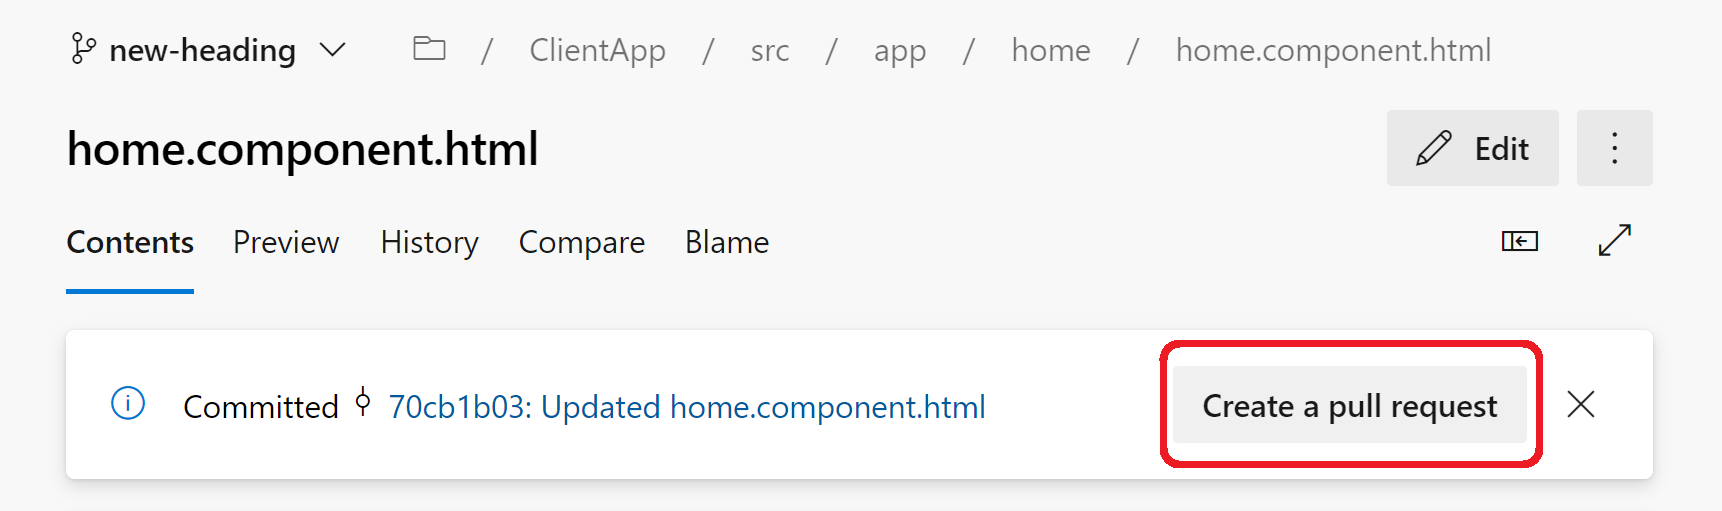 new-heading / ClientApp / src / app / home / home.component.html
home.component.html
Edit
Contents Preview History Compare Blame
Committed 70cb1b03: Updated home.component.html
Create a pull request